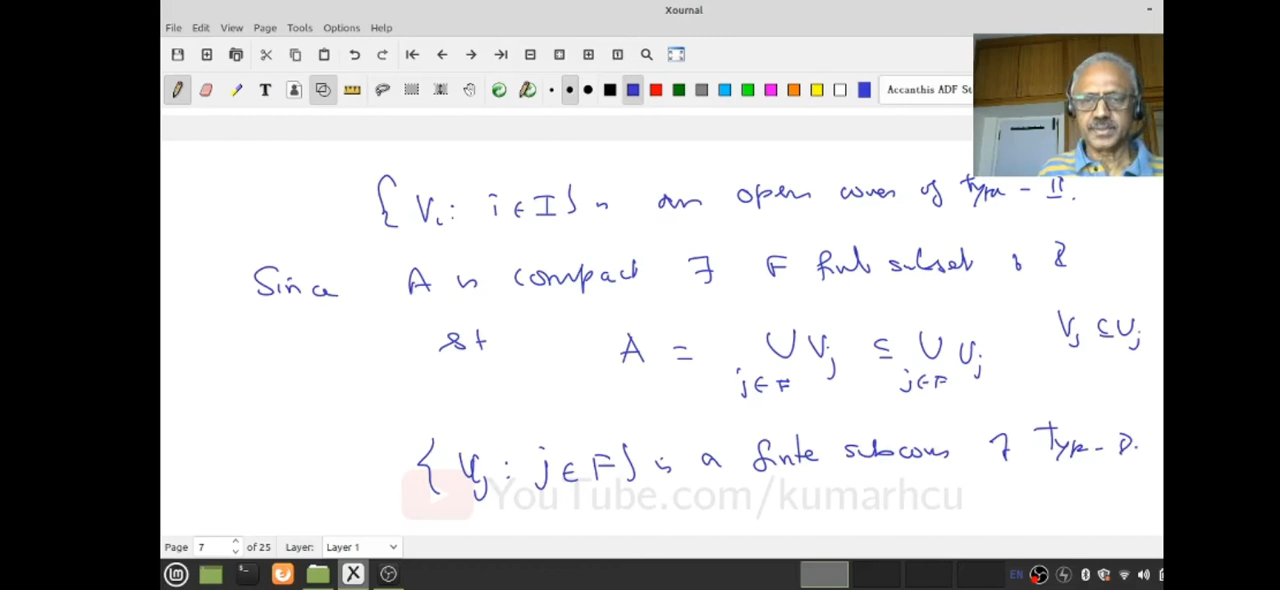 Xournal
File Edit View Page Tools Options Help
Accanthis ADF Su
{ Vi : i ∈ I } is an open cover of type - II.
Since A is compact ∃ F finite subset of I
st A = ∪ Vj ⊆ ∪ Uj Vj ⊆ Uj
j∈F j∈F
{ Uj : j ∈ F } is a finite subcover of Type - I.
YouTube.com/kumarhcu
Page 7 of 25 Layer: Layer 1
EN